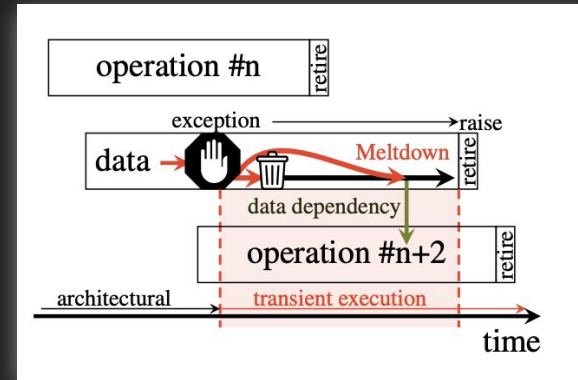 operation #n
retire
exception
raise
data
Meltdown
retire
data dependency
operation #n+2
retire
architectural
transient execution
time